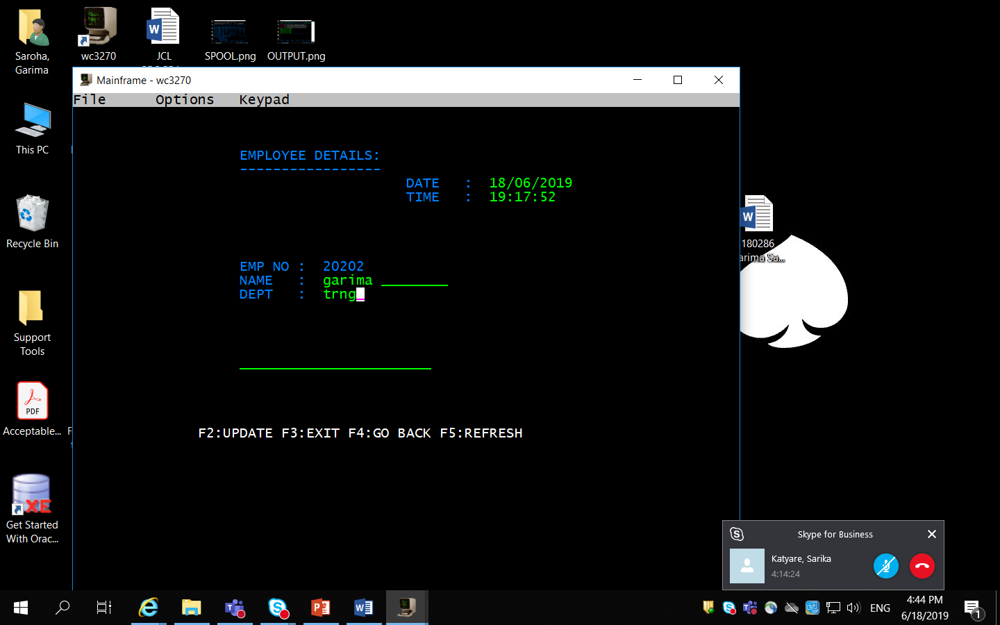 Saroha,
Garima
wc3270
JCL
SPOOL.png
OUTPUT.png
Mainframe - wc3270
File Options Keypad
This PC
EMPLOYEE DETAILS:
-----------------
DATE : 18/06/2019
TIME : 19:17:52
Recycle Bin
180286
EMP NO : 20202
NAME : garima
DEPT : trng
Support
Tools
PDF
Acceptable...
F2:UPDATE F3:EXIT F4:GO BACK F5:REFRESH
XE
Get Started
With Orac...
Skype for Business
Katyare, Sarika
4:14:24
ENG
4:44 PM
6/18/2019
1